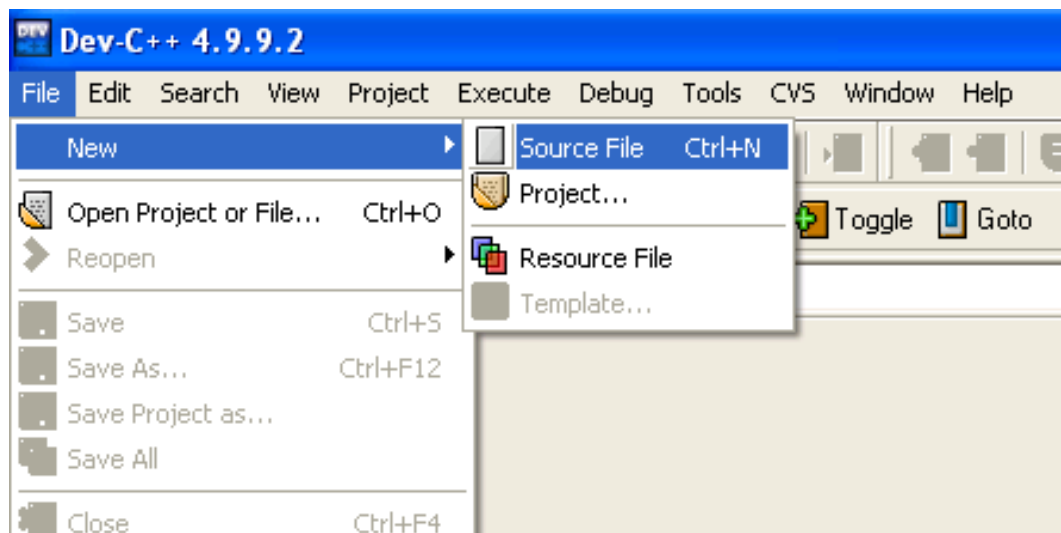 DEV
Dev-C++ 4.9.9.2
File Edit Search View Project Execute Debug Tools CVS Window Help
New Source File Ctrl+N
Project...
Open Project or File... Ctrl+O Toggle Goto
Reopen Resource File
Template...
Save Ctrl+S
Save As... Ctrl+F12
Save Project as...
Save All
Close Ctrl+F4